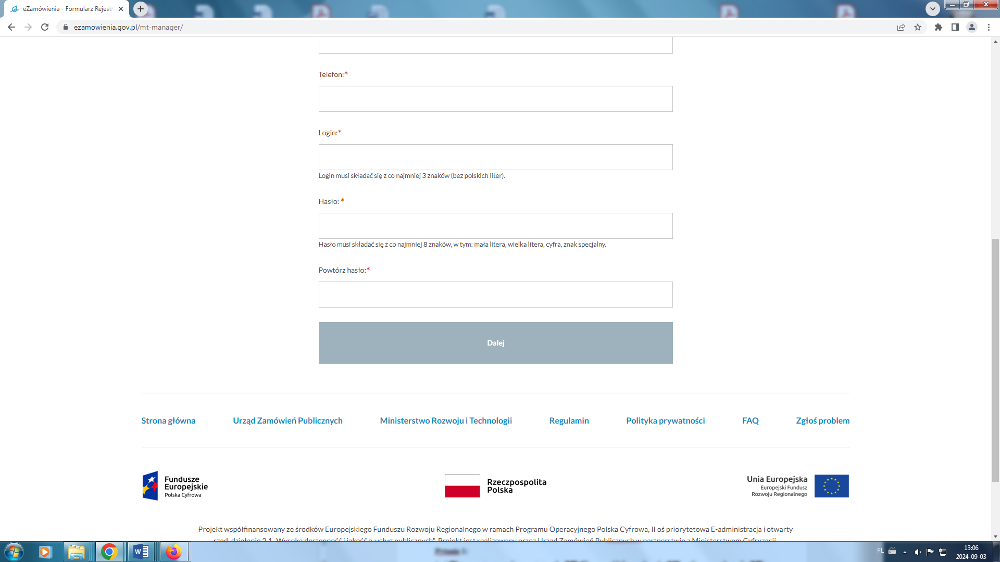 eZamówienia - Formularz Rejestr
ezamowienia.gov.pl/mt-manager/
Telefon:*
Login:*
Login musi składać się z co najmniej 3 znaków (bez polskich liter).
Hasło: *
Hasło musi składać się z co najmniej 8 znaków, w tym: mała litera, wielka litera, cyfra, znak specjalny.
Powtórz hasło:*
Dalej
Strona główna Urząd Zamówień Publicznych Ministerstwo Rozwoju i Technologii Regulamin Polityka prywatności FAQ Zgłoś problem
Fundusze
Europejskie
Polska Cyfrowa
Rzeczpospolita
Polska
Unia Europejska
Europejski Fundusz
Rozwoju Regionalnego
Projekt współfinansowany ze środków Europejskiego Funduszu Rozwoju Regionalnego w ramach Programu Operacyjnego Polska Cyfrowa, II oś priorytetowa E-administracja i otwarty
rząd, działanie 2.1 „Wysoka dostępność i jakość e-usług publicznych". Projekt jest realizowany przez Urząd Zamówień Publicznych w partnerstwie z Ministerstwem Cyfryzacji
PL
13:06
2024-09-03